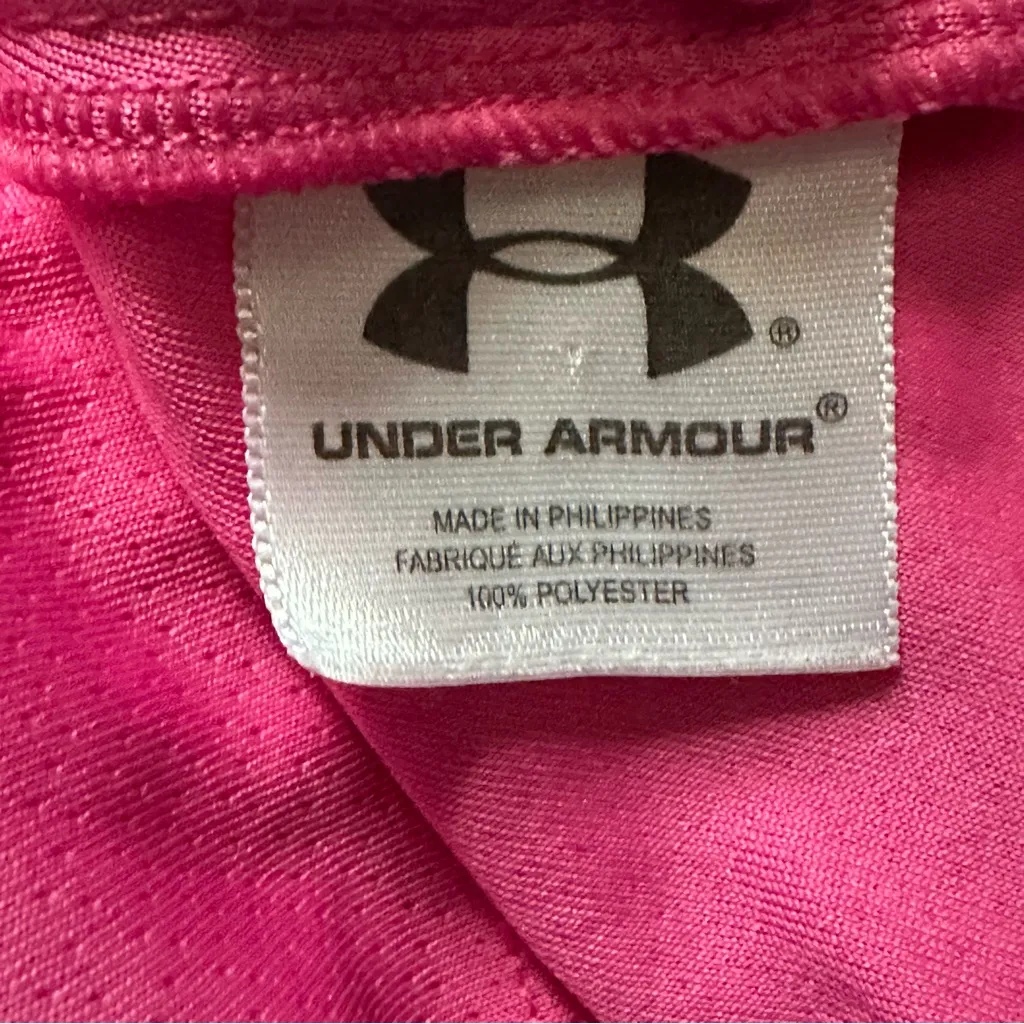 ®
UNDER ARMOUR®
MADE IN PHILIPPINES
FABRIQUÉ AUX PHILIPPINES
100% POLYESTER